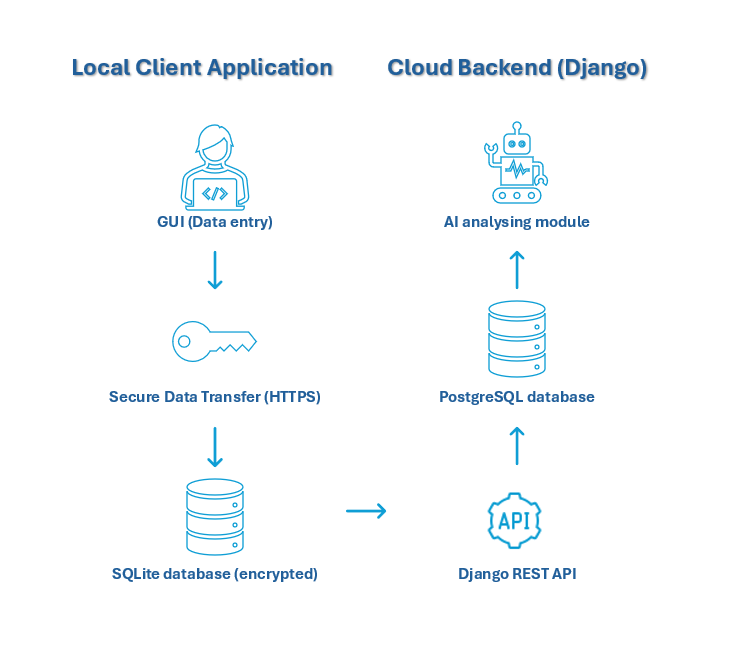 Local Client Application
Cloud Backend (Django)
</>
GUI (Data entry)
AI analysing module
Secure Data Transfer (HTTPS)
PostgreSQL database
API
SQLite database (encrypted)
Django REST API